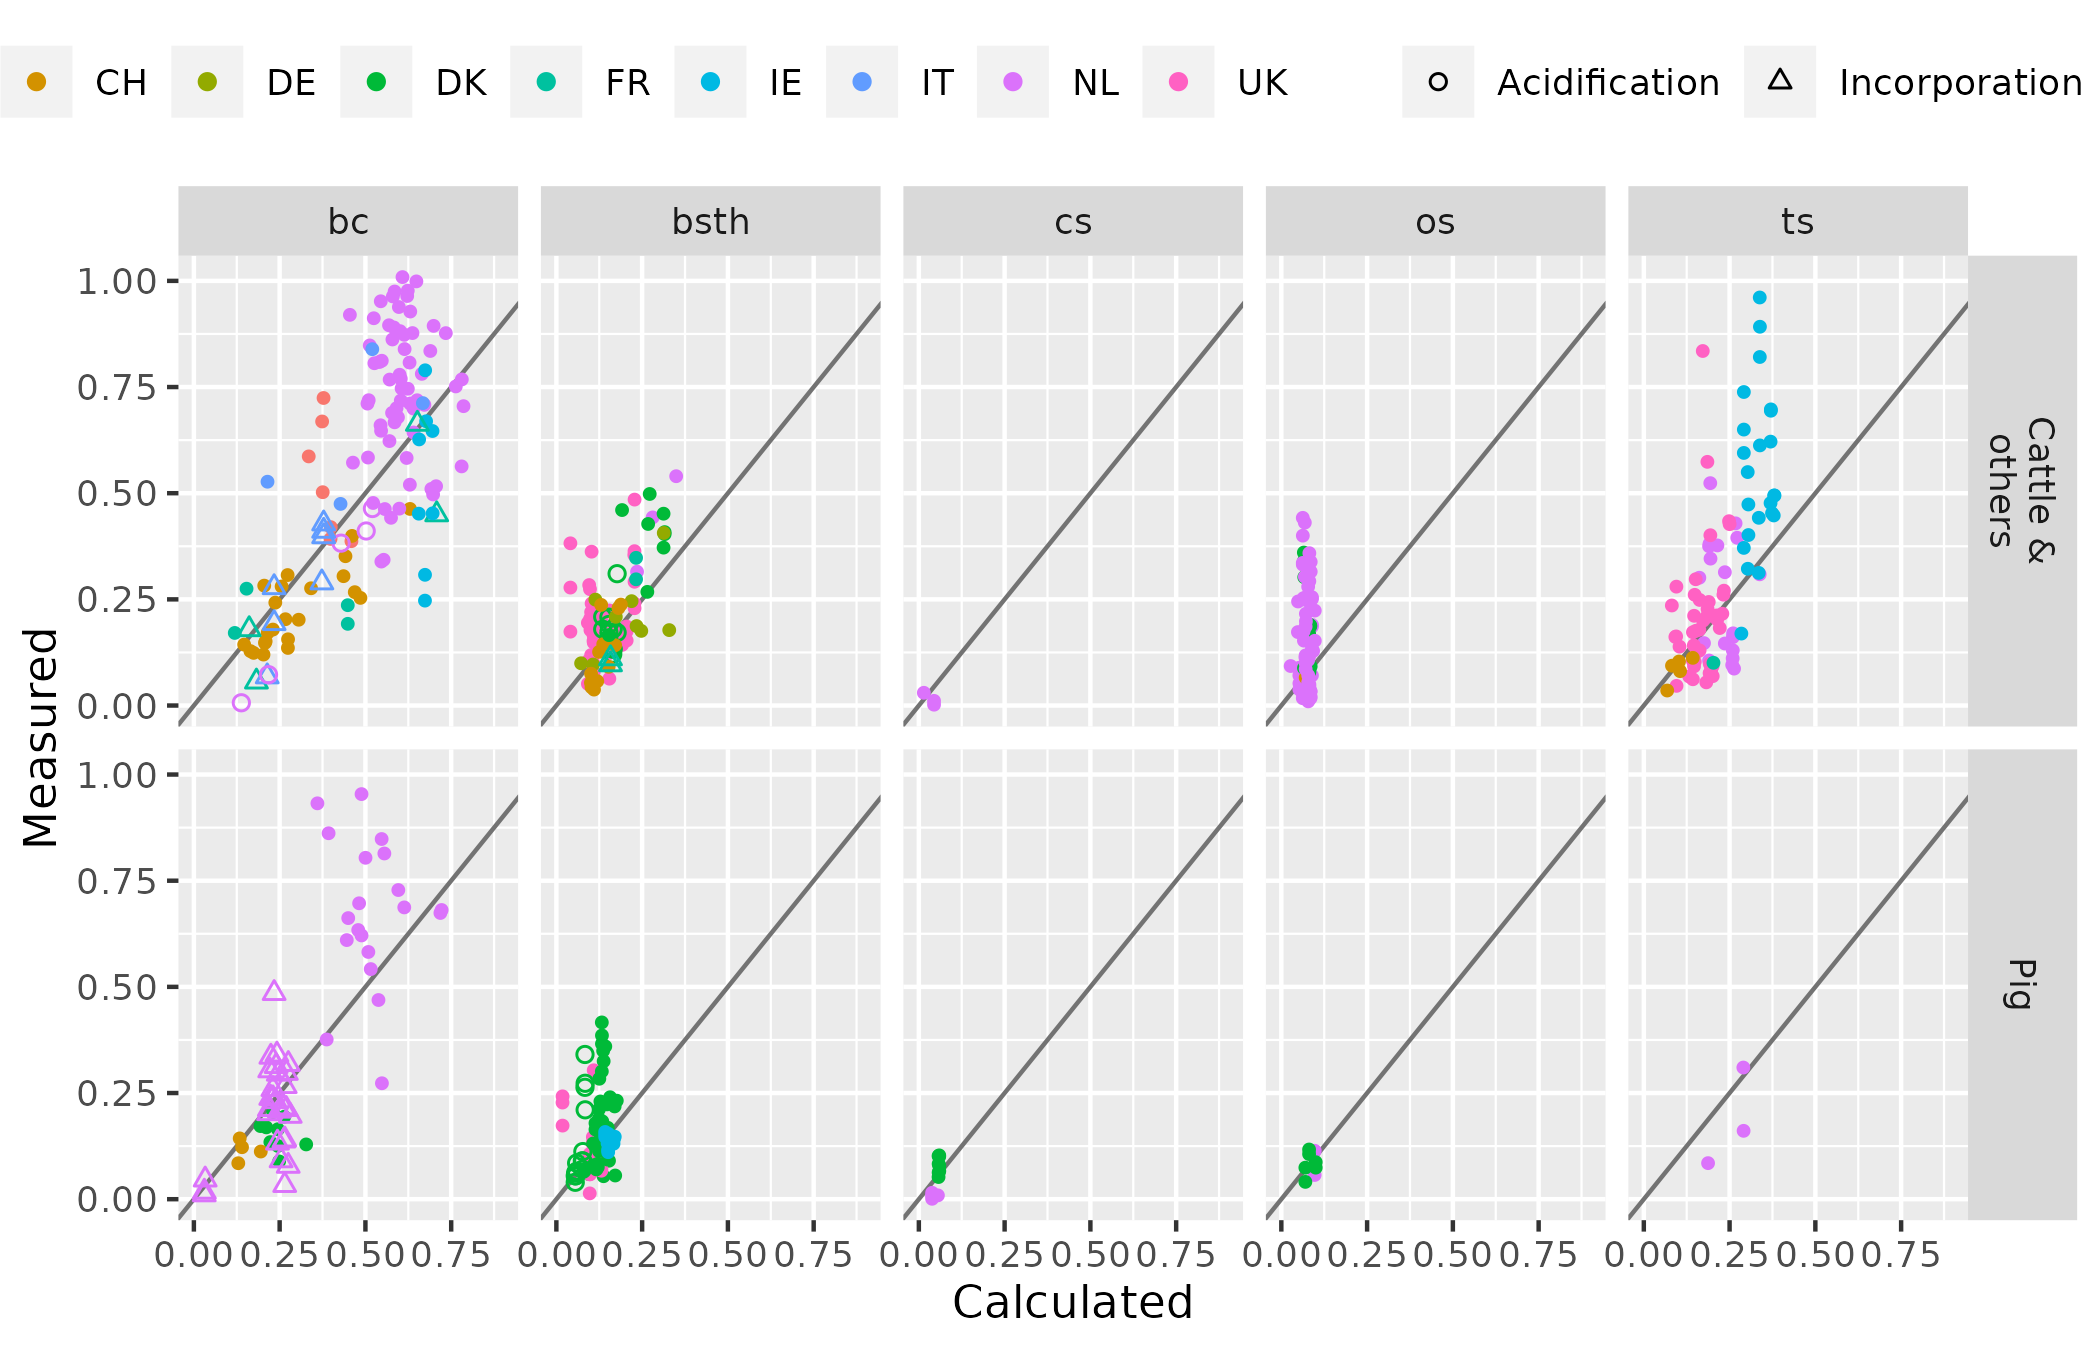 CH DE DK FR IE IT NL UK Acidification Incorporation
bc bsth cs os ts
1.00
0.75
0.50
0.25
0.00
Cattle &
others
1.00
0.75
0.50
0.25
0.00
Pig
Measured
0.00 0.25 0.50 0.75 0.00 0.25 0.50 0.75 0.00 0.25 0.50 0.75 0.00 0.25 0.50 0.75 0.00 0.25 0.50 0.75
Calculated